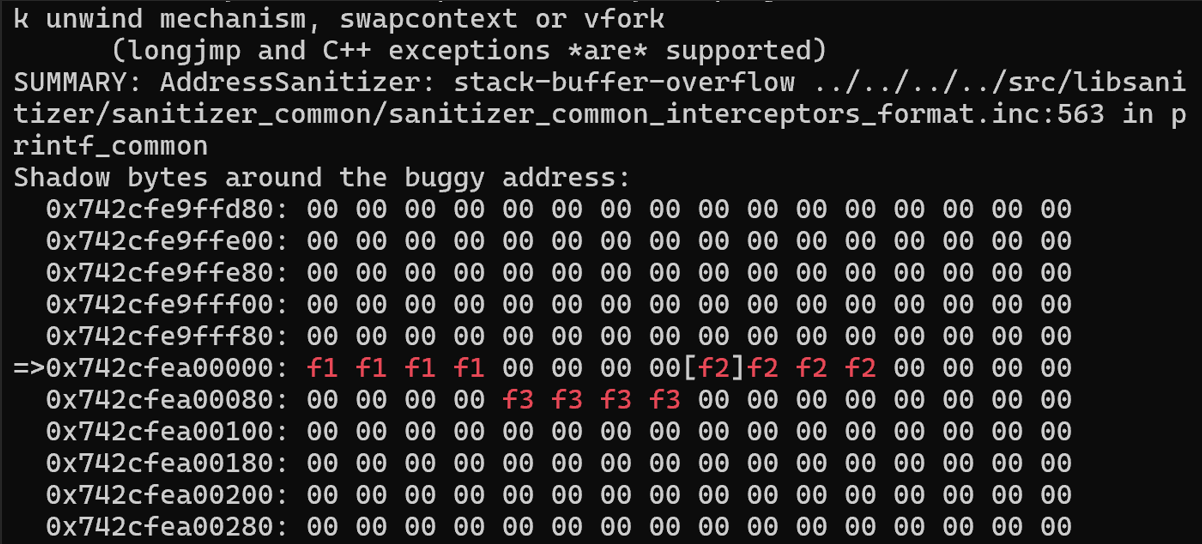 k unwind mechanism, swapcontext or vfork
(longjmp and C++ exceptions *are* supported)
SUMMARY: AddressSanitizer: stack-buffer-overflow ../../../../src/libsani
tizer/sanitizer_common/sanitizer_common_interceptors_format.inc:563 in p
rintf_common
Shadow bytes around the buggy address:
0x742cfe9ffd80: 00 00 00 00 00 00 00 00 00 00 00 00 00 00 00 00
0x742cfe9ffe00: 00 00 00 00 00 00 00 00 00 00 00 00 00 00 00 00
0x742cfe9ffe80: 00 00 00 00 00 00 00 00 00 00 00 00 00 00 00 00
0x742cfe9fff00: 00 00 00 00 00 00 00 00 00 00 00 00 00 00 00 00
0x742cfe9fff80: 00 00 00 00 00 00 00 00 00 00 00 00 00 00 00 00
=>0x742cfea00000: f1 f1 f1 f1 00 00 00 00[f2]f2 f2 f2 00 00 00 00
0x742cfea00080: 00 00 00 00 f3 f3 f3 f3 00 00 00 00 00 00 00 00
0x742cfea00100: 00 00 00 00 00 00 00 00 00 00 00 00 00 00 00 00
0x742cfea00180: 00 00 00 00 00 00 00 00 00 00 00 00 00 00 00 00
0x742cfea00200: 00 00 00 00 00 00 00 00 00 00 00 00 00 00 00 00
0x742cfea00280: 00 00 00 00 00 00 00 00 00 00 00 00 00 00 00 00